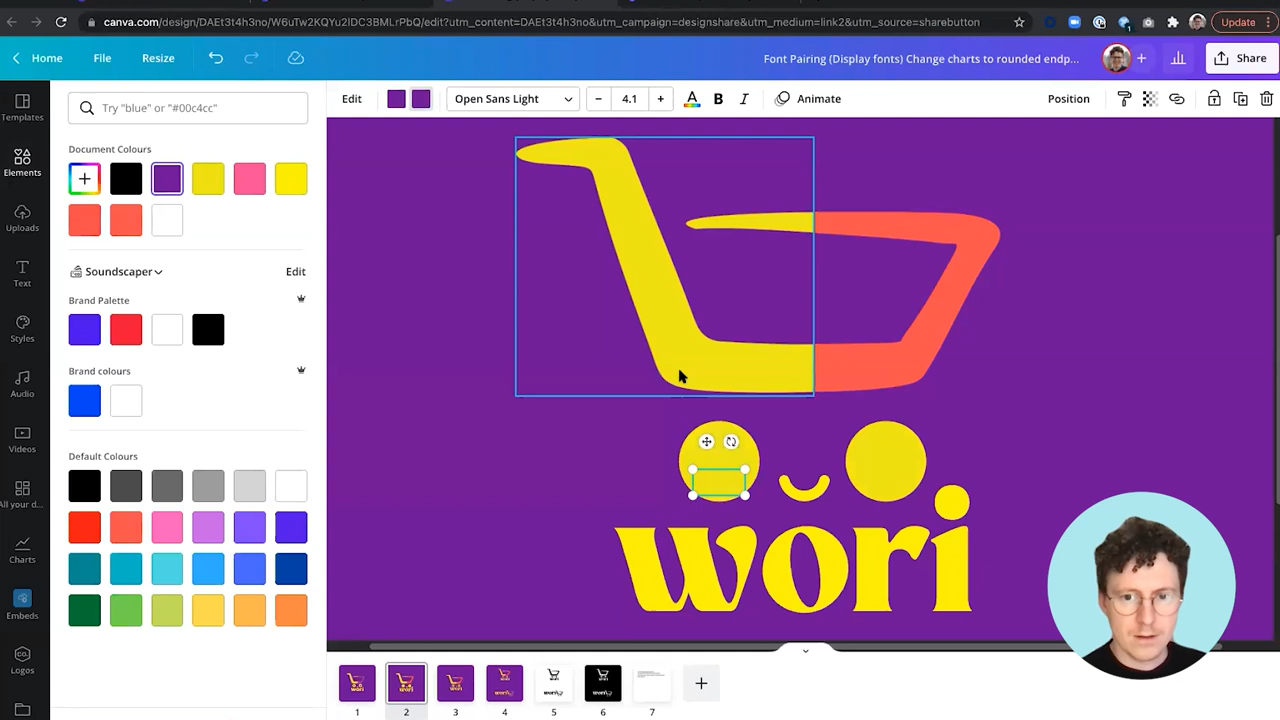 canva.com/design/DAEt3t4h3no/W6uTw2KQYu2IDC3BMLrPbQ/edit?utm_content=DAEt3t4h3no&utm_campaign=designshare&utm_medium=link2&utm_source=sharebutton
Update
Home
File
Resize
Font Pairing (Display fonts) Change charts to rounded endp...
Share
Templates
Elements
Uploads
Text
Styles
Audio
Videos
All your d...
Charts
Embeds
Logos
Try "blue" or "#00c4cc"
Document Colours
Soundscaper
Edit
Brand Palette
Brand colours
Default Colours
Edit
Open Sans Light
– 4.1 +
A
B
I
Animate
Position
wori
1
2
3
4
5
6
7